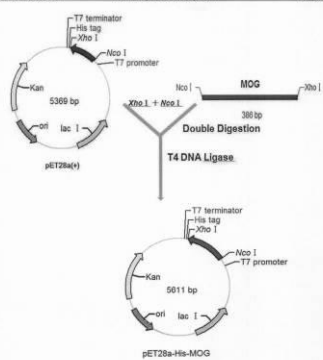 T7 terminator
His tag
Xho I
Nco I
T7 promoter
Kan
5369 bp
ori
lac I
pET28a(+)
Nco I
MOG
Xho I
386 bp
Xho I + Nco I
Double Digestion
T4 DNA Ligase
T7 terminator
His tag
Xho I
Nco I
T7 promoter
Kan
5611 bp
ori
lac I
pET28a-His-MOG